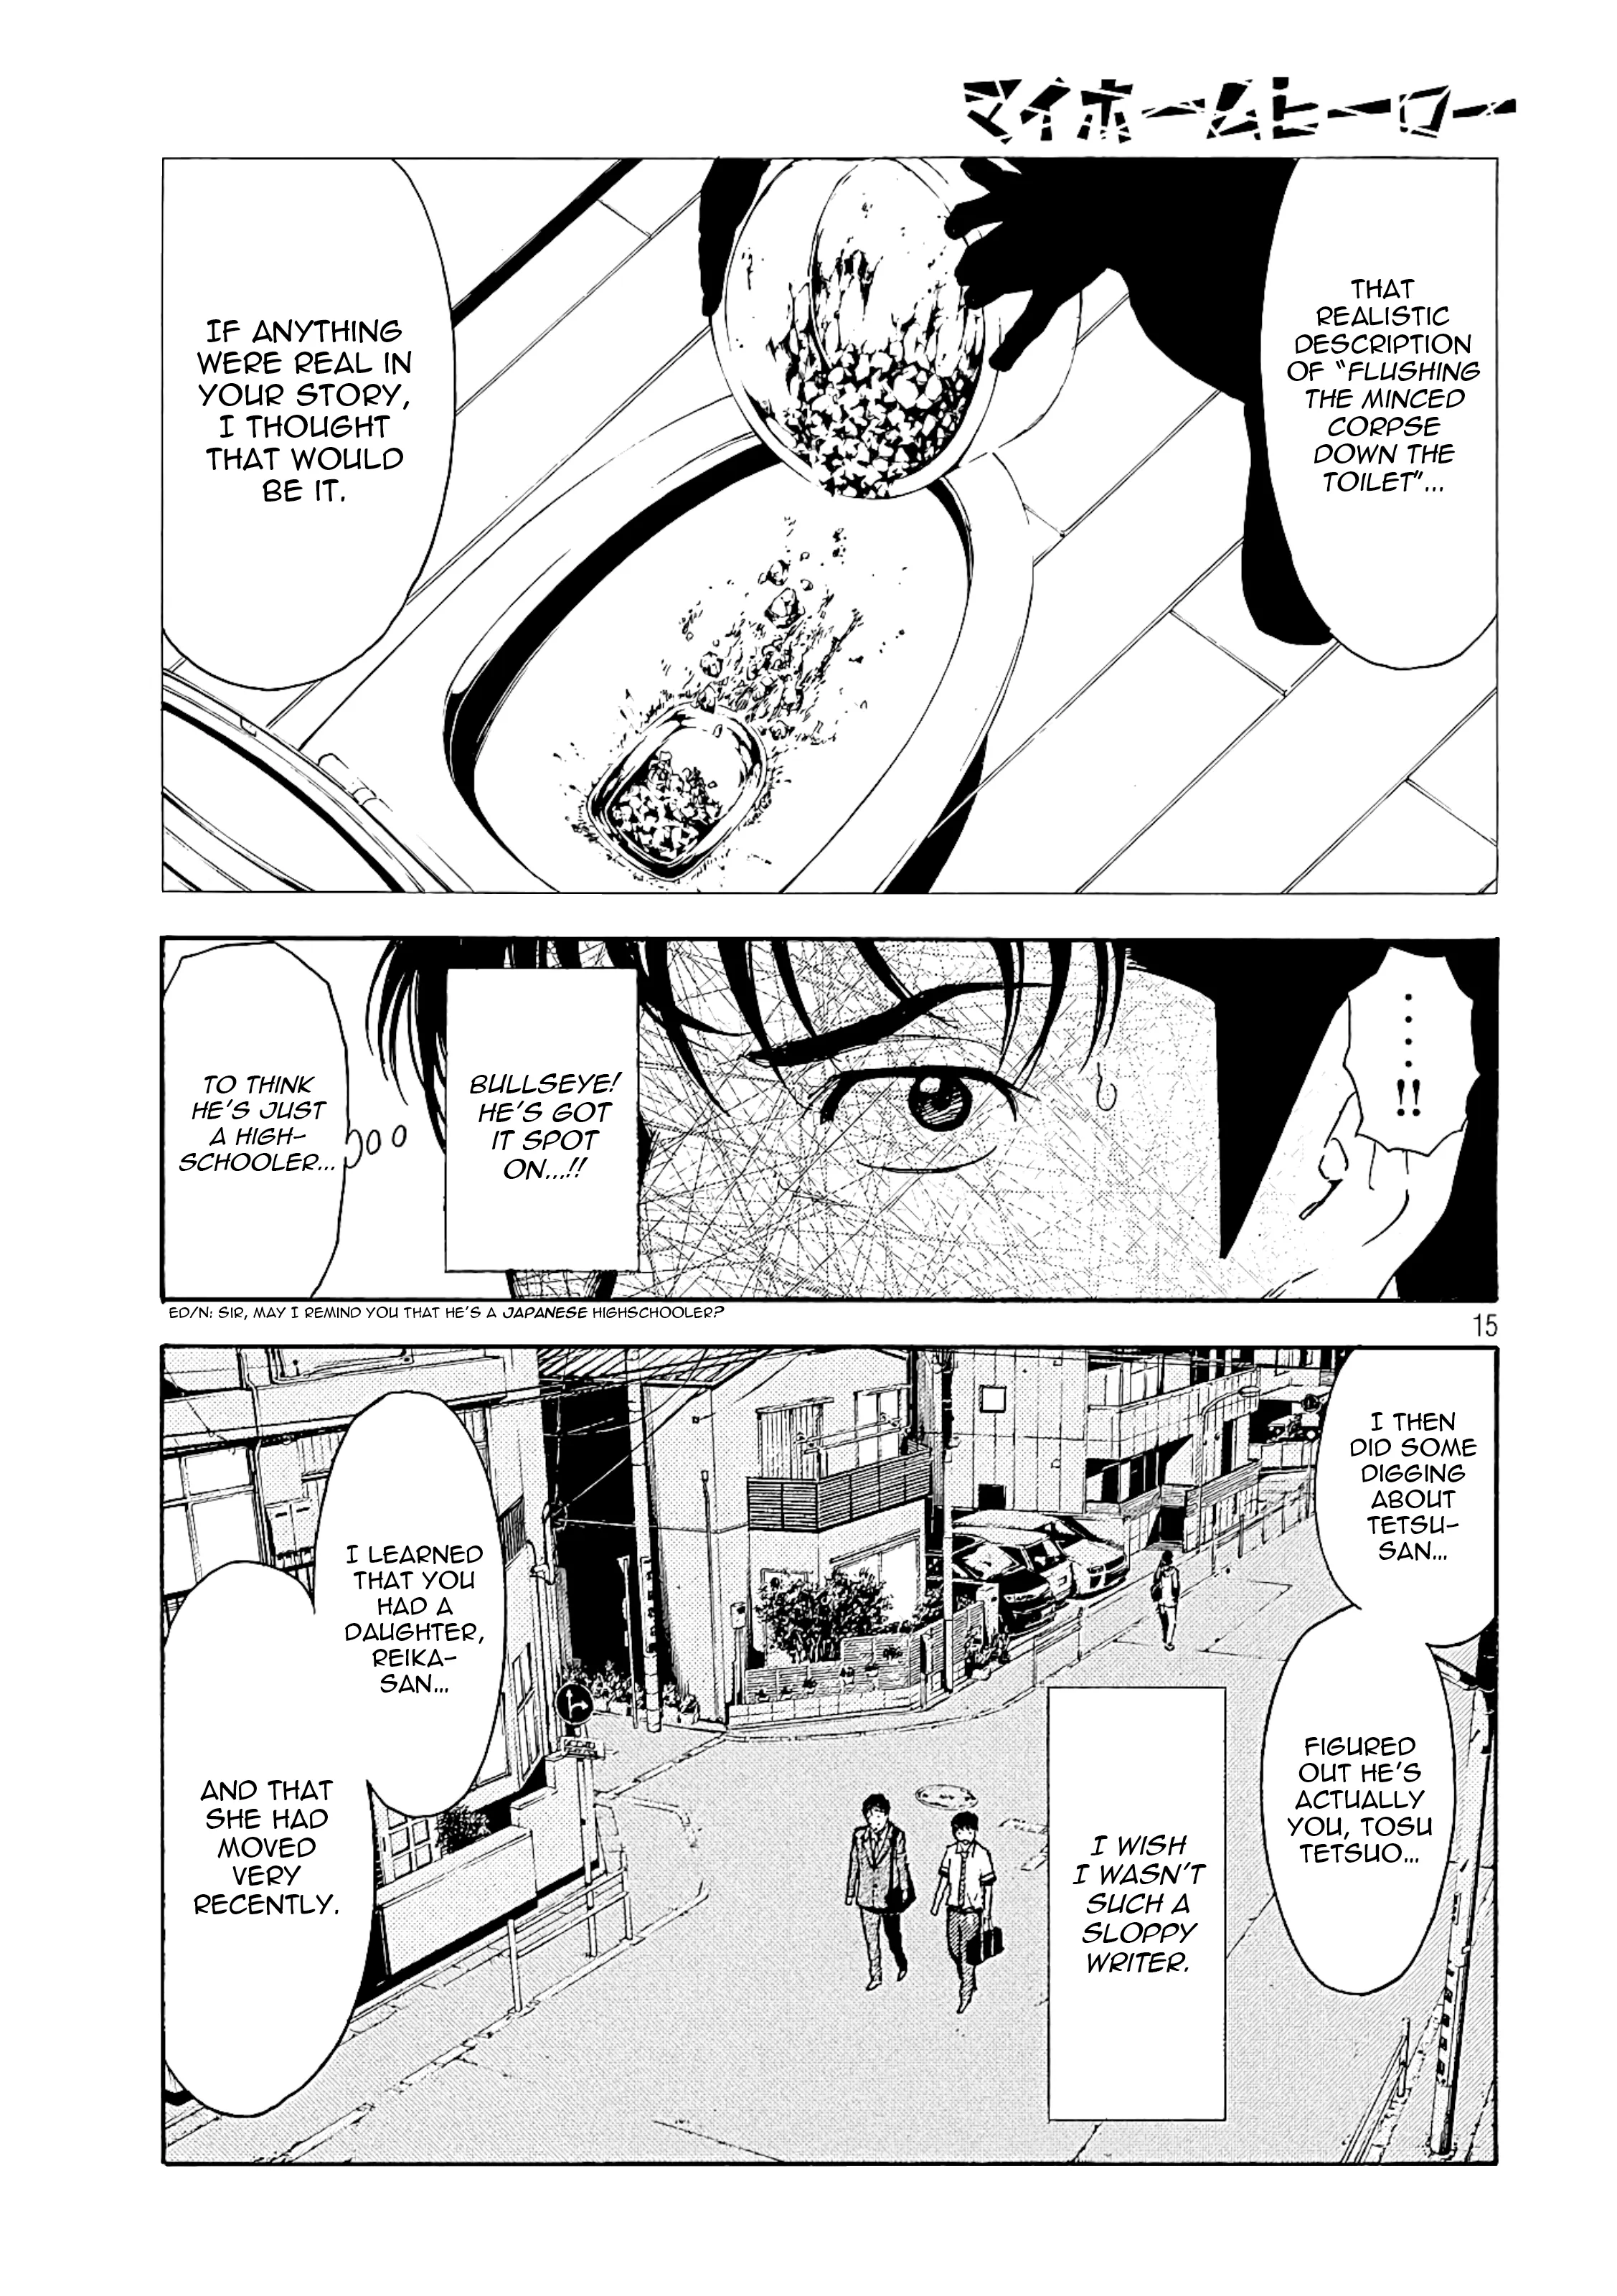 マイホームヒーロー
THAT
REALISTIC
DESCRIPTION
OF "FLUSHING
THE MINCED
CORPSE
DOWN THE
TOILET"...
IF ANYTHING
WERE REAL IN
YOUR STORY,
I THOUGHT
THAT WOULD
BE IT.
.....!!
BULLSEYE!
HE'S GOT
IT SPOT
ON...!!
TO THINK
HE'S JUST
A HIGH-
SCHOOLER...
ED/N: SIR, MAY I REMIND YOU THAT HE'S A JAPANESE HIGHSCHOOLER?
15
I THEN
DID SOME
DIGGING
ABOUT
TETSU-
SAN...
FIGURED
OUT HE'S
ACTUALLY
YOU, TOSU
TETSUO...
I WISH
I WASN'T
SUCH A
SLOPPY
WRITER.
I LEARNED
THAT YOU
HAD A
DAUGHTER,
REIKA-
SAN...
AND THAT
SHE HAD
MOVED
VERY
RECENTLY.